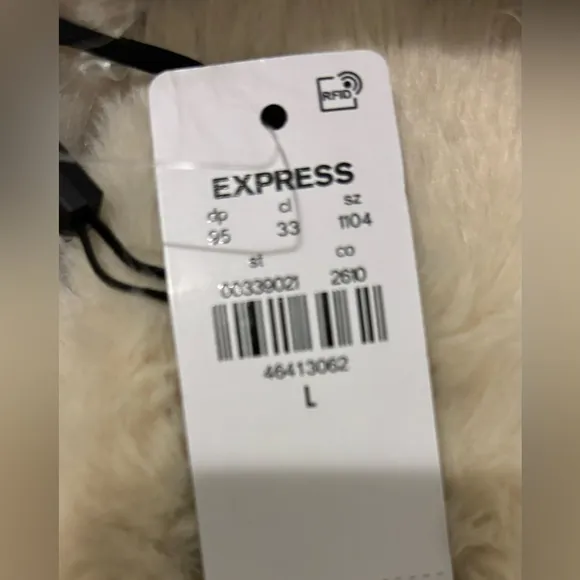 RFID
EXPRESS
dp cl sz
95 33 1104
st co
00339021 2610
46413062
L